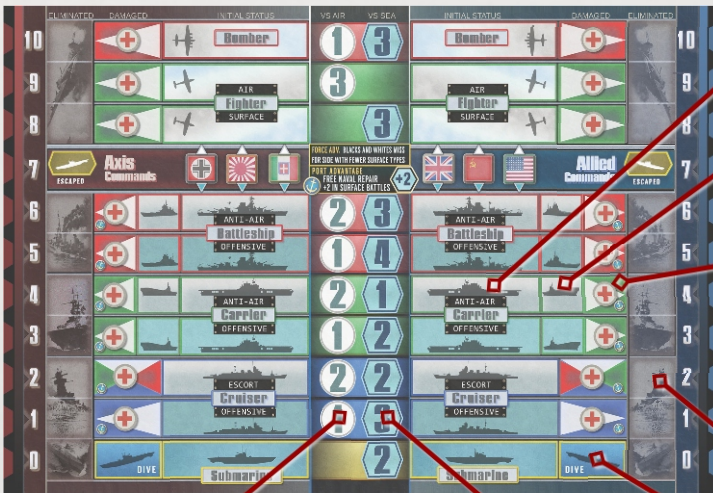 ELIMINATED DAMAGED INITIAL STATUS VS AIR VS SEA INITIAL STATUS DAMAGED ELIMINATED
10 Bomber 1 3 Bomber 10
9 AIR 3 AIR 9
Fighter Fighter
8 SURFACE 3 SURFACE 8
7 ESCAPED Axis Commands FORCE ADV. BLACKS AND WHITES MISS Allied Commands ESCAPED 7
FOR SIDE WITH FEWER SURFACE TYPES
PORT ADVANTAGE
FREE NAVAL REPAIR
+2 IN SURFACE BATTLES +2
6 ANTI-AIR 2 3 ANTI-AIR 6
Battleship Battleship
5 OFFENSIVE 1 4 OFFENSIVE 5
4 ANTI-AIR 2 1 ANTI-AIR 4
Carrier Carrier
3 OFFENSIVE 1 2 OFFENSIVE 3
2 ESCORT 2 2 ESCORT 2
Cruiser Cruiser
1 OFFENSIVE OFFENSIVE 1
0 DIVE 2 DIVE 0
Submarine Submarine